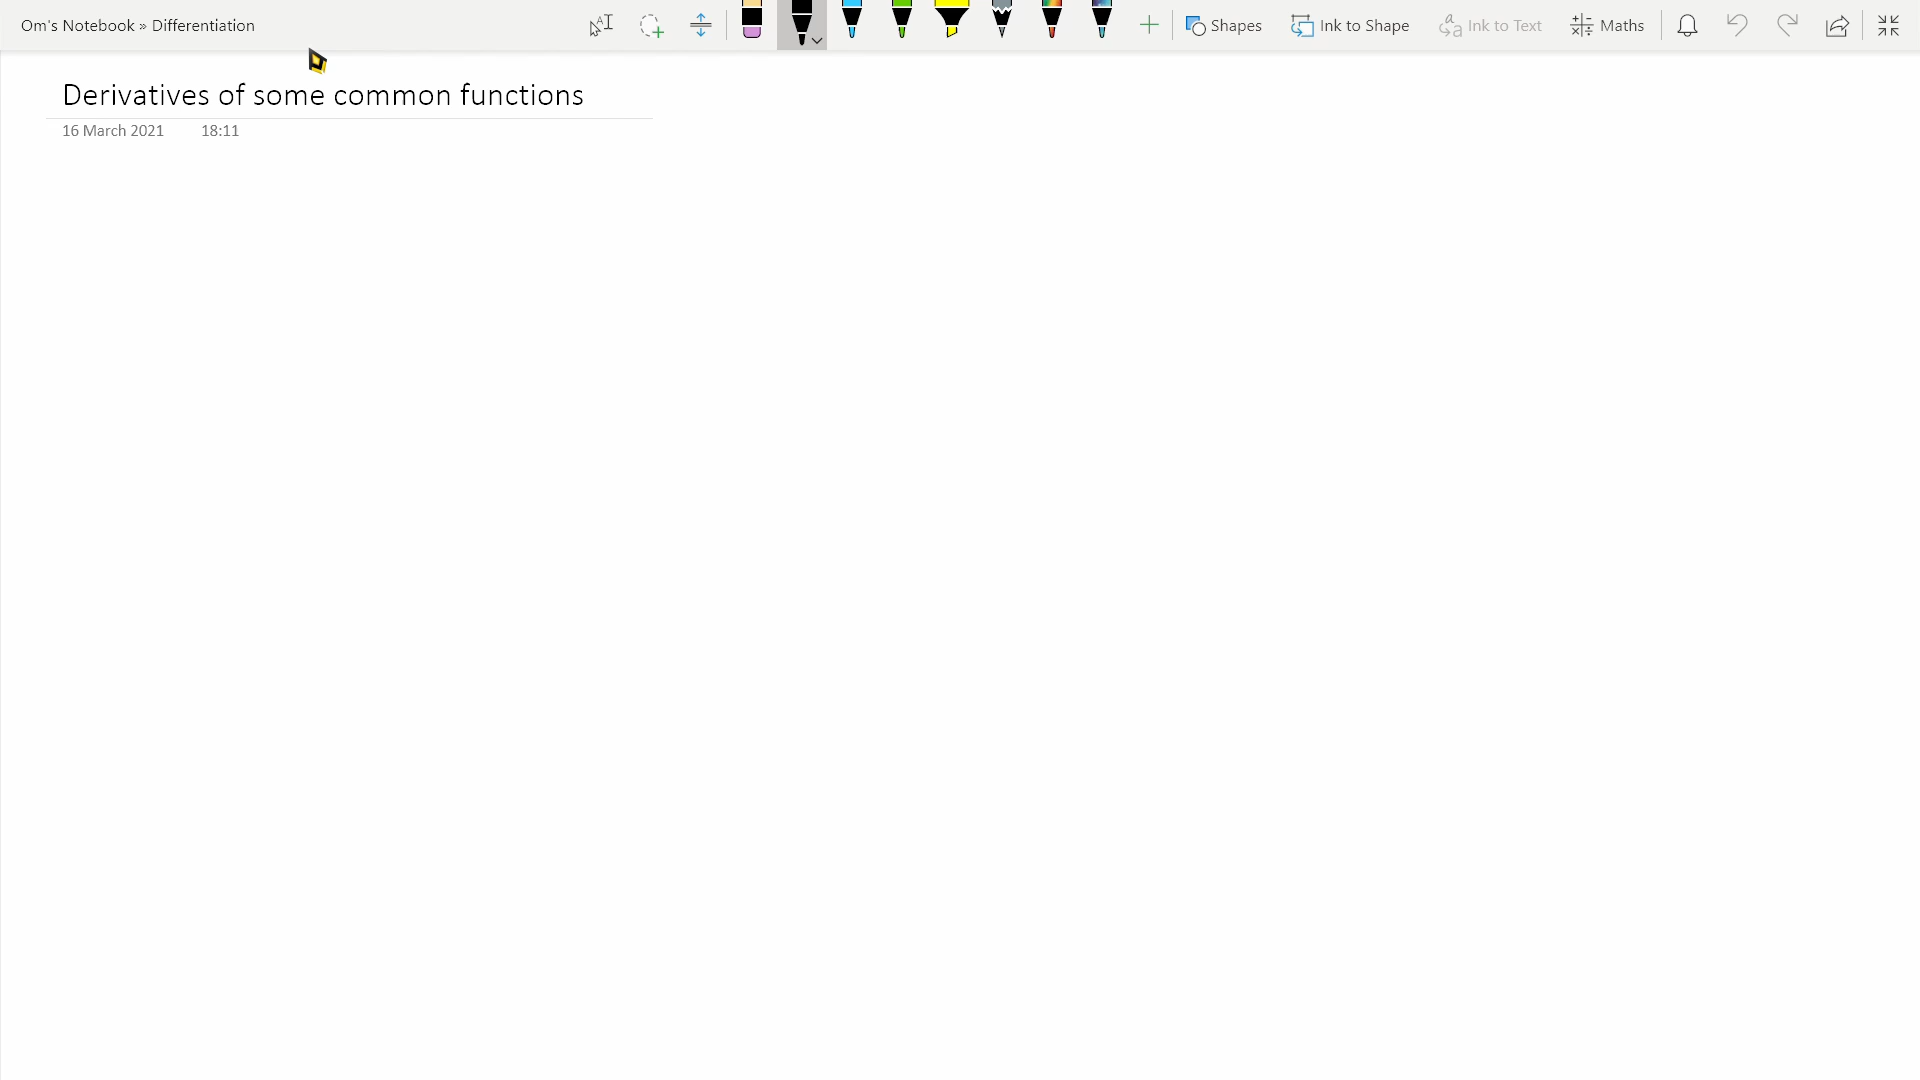 Om's Notebook » Differentiation
Shapes
Ink to Shape
Ink to Text
Maths
Derivatives of some common functions
16 March 2021 18:11